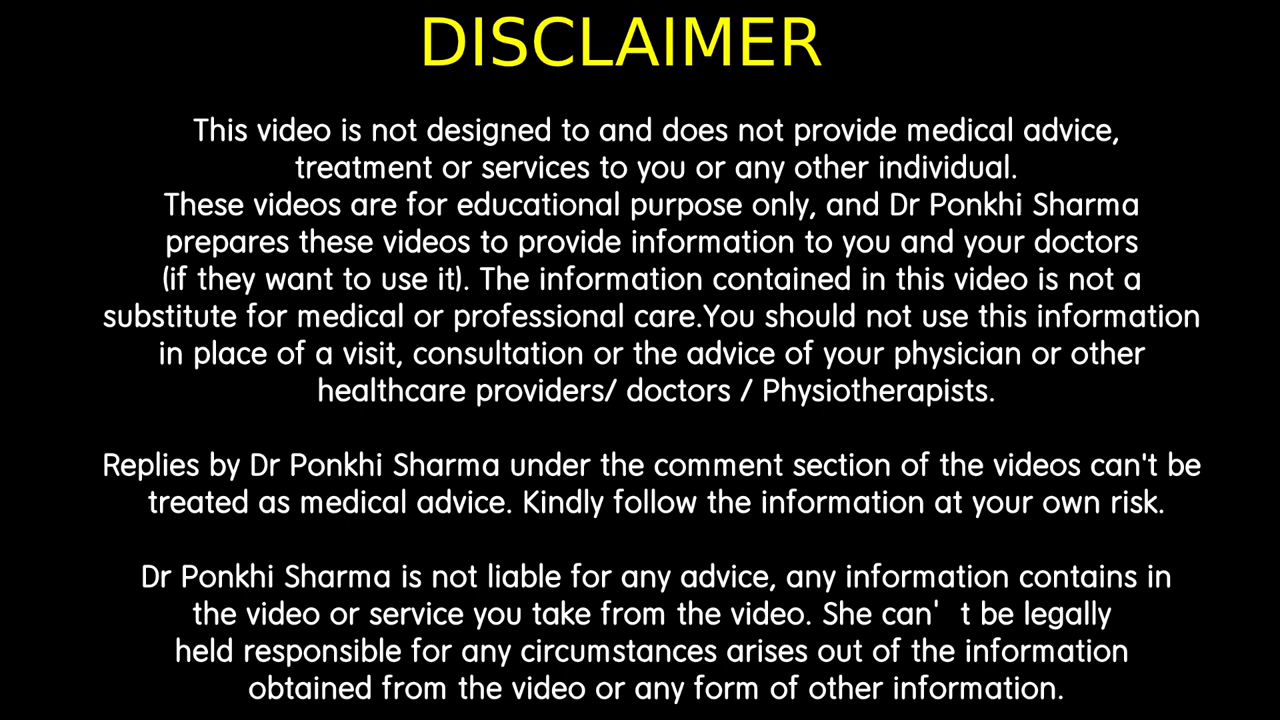 DISCLAIMER
This video is not designed to and does not provide medical advice,
treatment or services to you or any other individual.
These videos are for educational purpose only, and Dr Ponkhi Sharma
prepares these videos to provide information to you and your doctors
(if they want to use it). The information contained in this video is not a
substitute for medical or professional care.You should not use this information
in place of a visit, consultation or the advice of your physician or other
healthcare providers/ doctors / Physiotherapists.
Replies by Dr Ponkhi Sharma under the comment section of the videos can't be
treated as medical advice. Kindly follow the information at your own risk.
Dr Ponkhi Sharma is not liable for any advice, any information contains in
the video or service you take from the video. She can' t be legally
held responsible for any circumstances arises out of the information
obtained from the video or any form of other information.